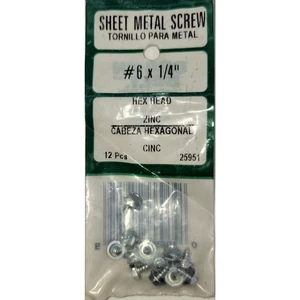 SHEET METAL SCREW
TORNILLO PARA METAL
#6 x 1/4"
HEX HEAD
ZINC
CABEZA HEXAGONAL
CINC
12 Pcs 25951